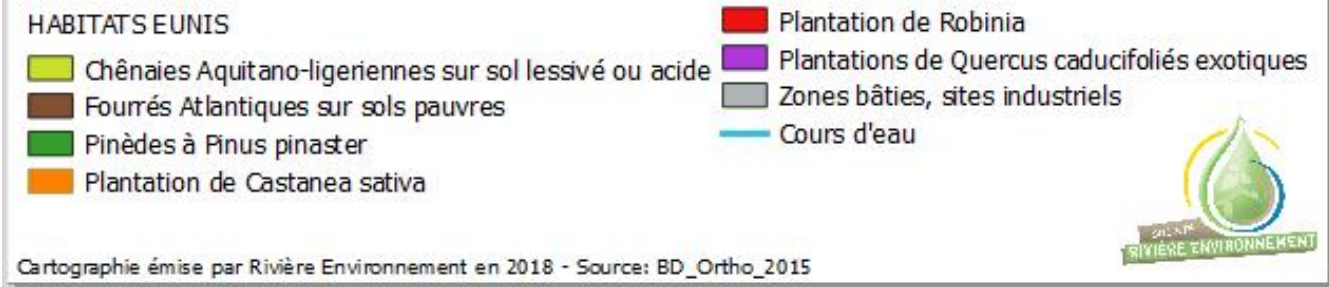 HABITATS EUNIS
Chênaies Aquitano-ligeriennes sur sol lessivé ou acide
Fourrés Atlantiques sur sols pauvres
Pinèdes à Pinus pinaster
Plantation de Castanea sativa
Plantation de Robinia
Plantations de Quercus caducifoliés exotiques
Zones bâties, sites industriels
Cours d'eau
RIVIÈRE ENVIRONNEMENT
Cartographie émise par Rivière Environnement en 2018 - Source: BD_Ortho_2015